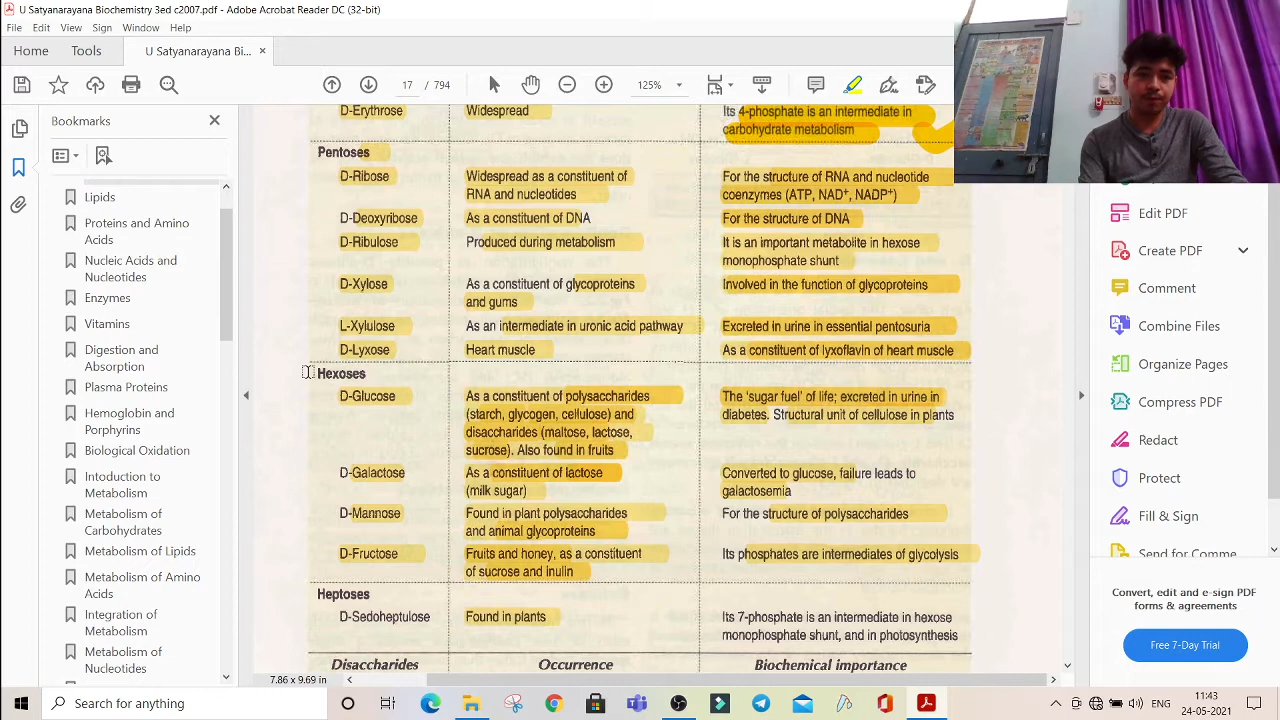 U Satyanarayana Biochemistry 3ed c2007.pdf - Adobe Acrobat Reader DC (32-bit)
File Edit View Sign Window Help
Home Tools U Satyanarayana Bi... ×
17 / 794 125%
Bookmarks
Lipids
Proteins and Amino
Acids
Nucleic Acids and
Nucleotides
Enzymes
Vitamins
Digestion and
Absorption
Plasma Proteins
Hemoglobin and
Porphyrins
Biological Oxidation
Intoduction to
Metabolism
Metabolism of
Carbohydrates
Metabolism of Lipids
Metabolism of Amino
Acids
Integration of
Metabolism
Metabolism of
Nucleotides
D-Erythrose Widespread Its 4-phosphate is an intermediate in
carbohydrate metabolism
Pentoses
D-Ribose Widespread as a constituent of For the structure of RNA and nucleotide
RNA and nucleotides coenzymes (ATP, NAD⁺, NADP⁺)
D-Deoxyribose As a constituent of DNA For the structure of DNA
D-Ribulose Produced during metabolism It is an important metabolite in hexose
monophosphate shunt
D-Xylose As a constituent of glycoproteins Involved in the function of glycoproteins
and gums
L-Xylulose As an intermediate in uronic acid pathway Excreted in urine in essential pentosuria
D-Lyxose Heart muscle As a constituent of lyxoflavin of heart muscle
Hexoses
D-Glucose As a constituent of polysaccharides The 'sugar fuel' of life; excreted in urine in
(starch, glycogen, cellulose) and diabetes. Structural unit of cellulose in plants
disaccharides (maltose, lactose,
sucrose). Also found in fruits
D-Galactose As a constituent of lactose Converted to glucose, failure leads to
(milk sugar) galactosemia
D-Mannose Found in plant polysaccharides For the structure of polysaccharides
and animal glycoproteins
D-Fructose Fruits and honey, as a constituent Its phosphates are intermediates of glycolysis
of sucrose and inulin
Heptoses
D-Sedoheptulose Found in plants Its 7-phosphate is an intermediate in hexose
monophosphate shunt, and in photosynthesis
Disaccharides Occurrence Biochemical importance
7.86 x 9.69 in
Edit PDF
Create PDF
Comment
Combine Files
Organize Pages
Compress PDF
Redact
Protect
Fill & Sign
Send for Comme
Convert, edit and e-sign PDF
forms & agreements
Free 7-Day Trial
Search for anything
ENG
11:43
24-05-2021